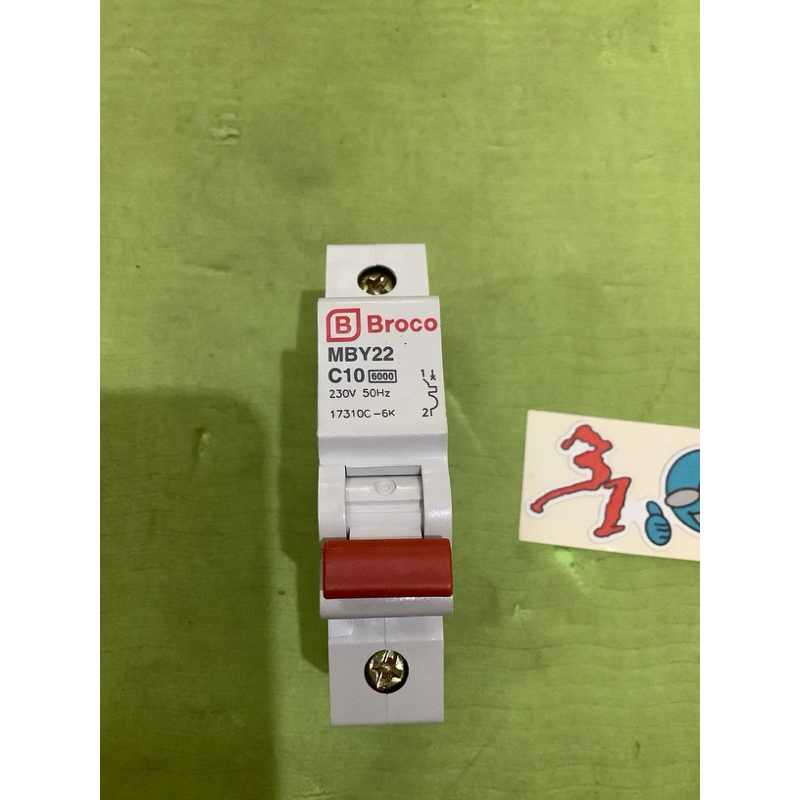 B Broco
MBY22
C10 6000
230V 50Hz
17310C-6K
1
2